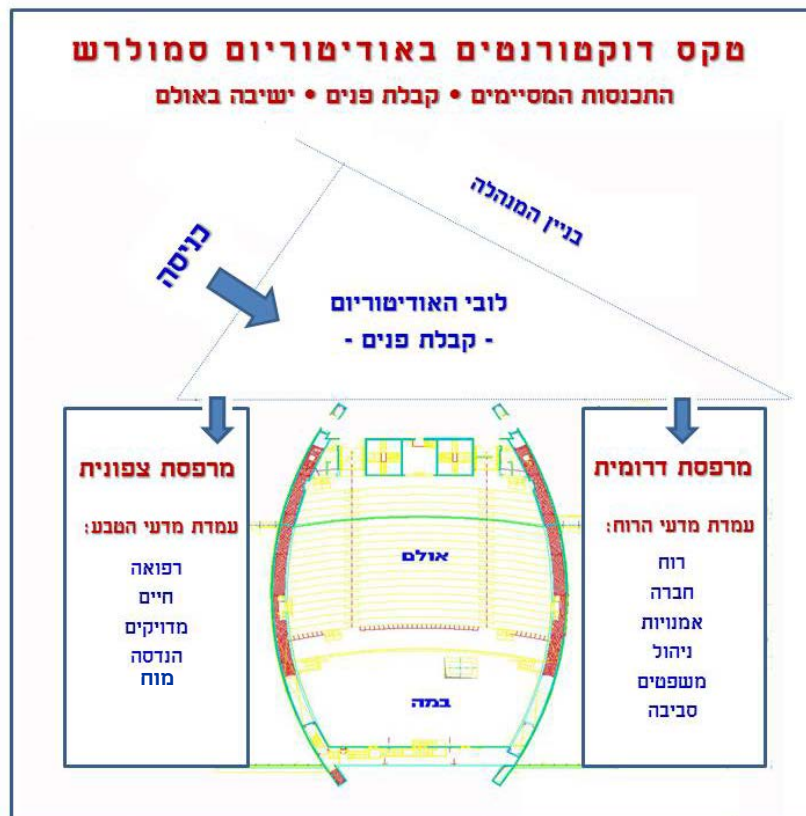 טקס דוקטורנטים באודיטוריום סמולרש
התכנסות המסיימים • קבלת פנים • ישיבה באולם
בניין המנהלה
כניסה
לובי האודיטוריום
- קבלת פנים -
מרפסת דרומית
עמדת מדעי הרוח:
רוח
חברה
אמנויות
ניהול
משפטים
סביבה
אולם
במה
מרפסת צפונית
עמדת מדעי הטבע:
רפואה
חיים
מדויקים
הנדסה
מוח